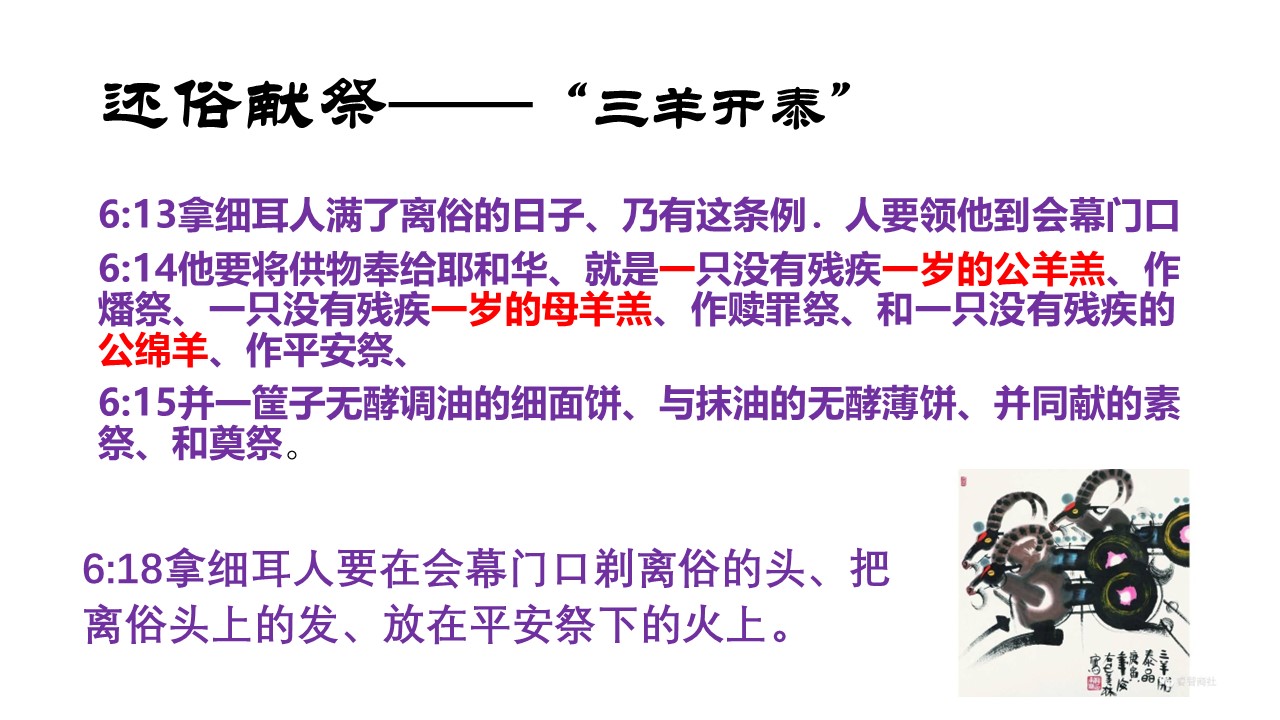 还俗献祭——“三羊开泰”
6:13拿细耳人满了离俗的日子、乃有这条例．人要领他到会幕门口
6:14他要将供物奉给耶和华、就是一只没有残疾一岁的公羊羔、作
燔祭、一只没有残疾一岁的母羊羔、作赎罪祭、和一只没有残疾的
公绵羊、作平安祭、
6:15并一筐子无酵调油的细面饼、与抹油的无酵薄饼、并同献的素
祭、和奠祭。
6:18拿细耳人要在会幕门口剃离俗的头、把
离俗头上的发、放在平安祭下的火上。
三羊开
泰